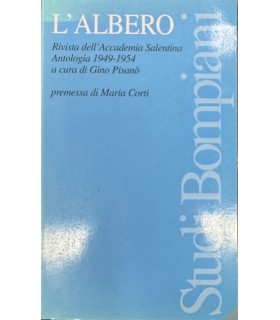 L'ALBERO
Rivista dell'Accademia Salentina
Antologia 1949-1954
a cura di Gino Pisanò
premessa di Maria Corti
Studi Bompiani